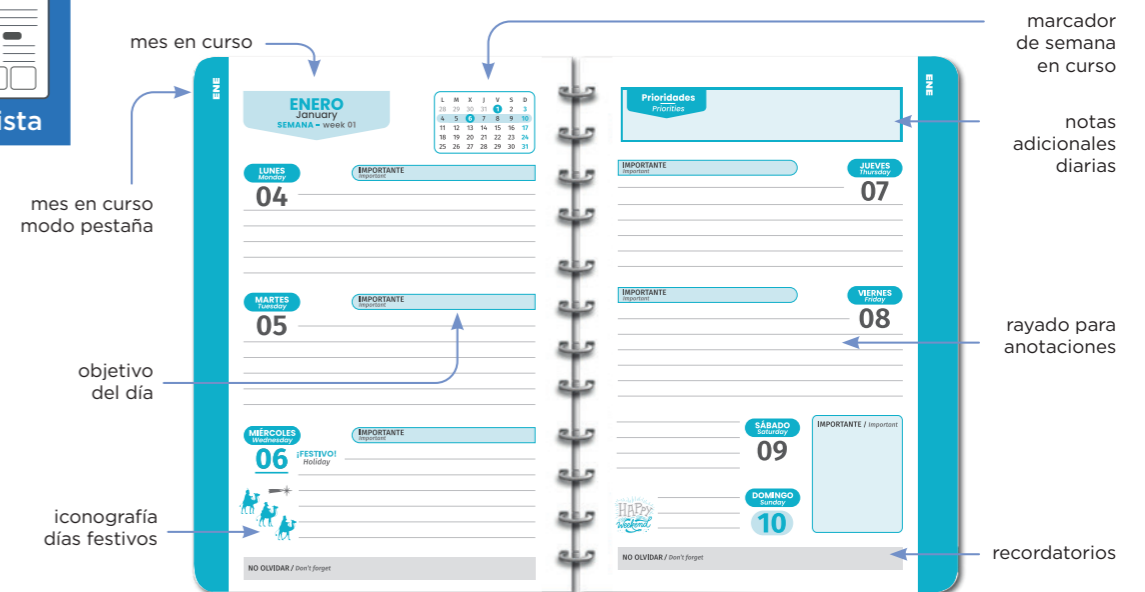 ista
mes en curso
marcador
de semana
en curso
mes en curso
modo pestaña
objetivo
del día
iconografía
días festivos
notas
adicionales
diarias
rayado para
anotaciones
recordatorios
ENE
ENERO
January
SEMANA – week 01
L M X J V S D
28 29 30 31 1 2 3
4 5 6 7 8 9 10
11 12 13 14 15 16 17
18 19 20 21 22 23 24
25 26 27 28 29 30 31
LUNES
Monday
04
IMPORTANTE
Important
MARTES
Tuesday
05
IMPORTANTE
Important
MIÉRCOLES
Wednesday
06
¡FESTIVO!
Holiday
IMPORTANTE
Important
NO OLVIDAR / Don't forget
ENE
Prioridades
Priorities
IMPORTANTE
Important
JUEVES
Thursday
07
IMPORTANTE
Important
VIERNES
Friday
08
SÁBADO
Saturday
09
IMPORTANTE / Important
HAPPY
Weekend
DOMINGO
Sunday
10
NO OLVIDAR / Don't forget